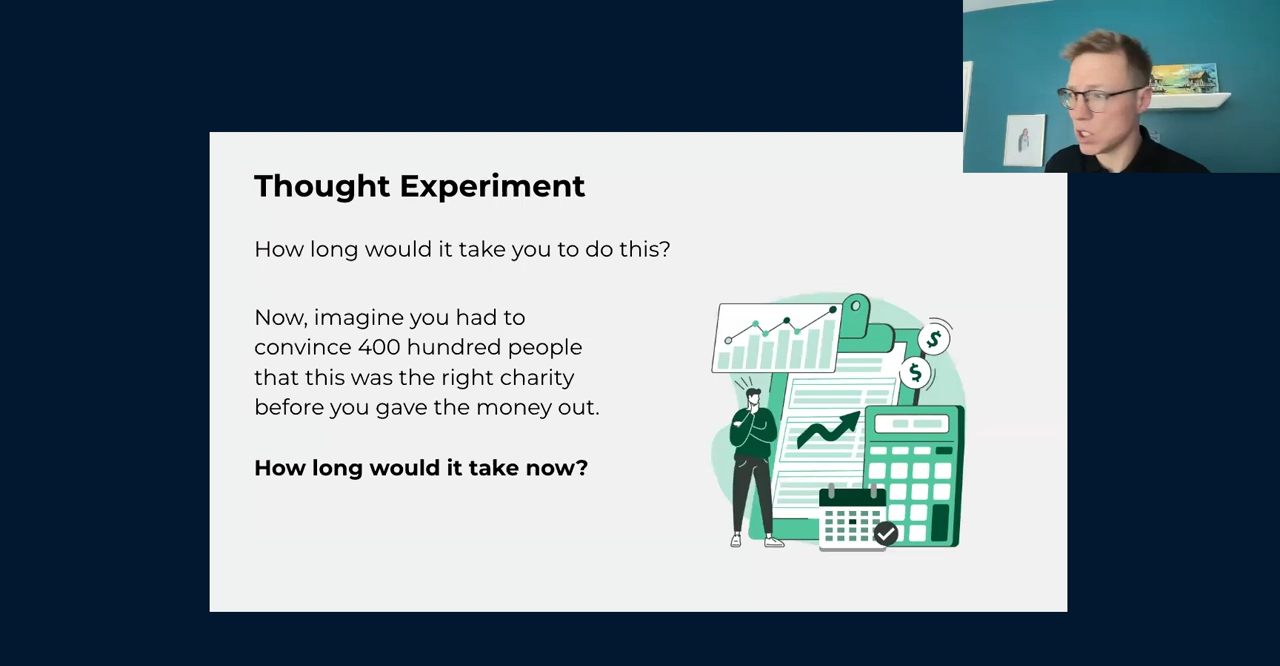 Thought Experiment
How long would it take you to do this?
Now, imagine you had to
convince 400 hundred people
that this was the right charity
before you gave the money out.
How long would it take now?
$
$